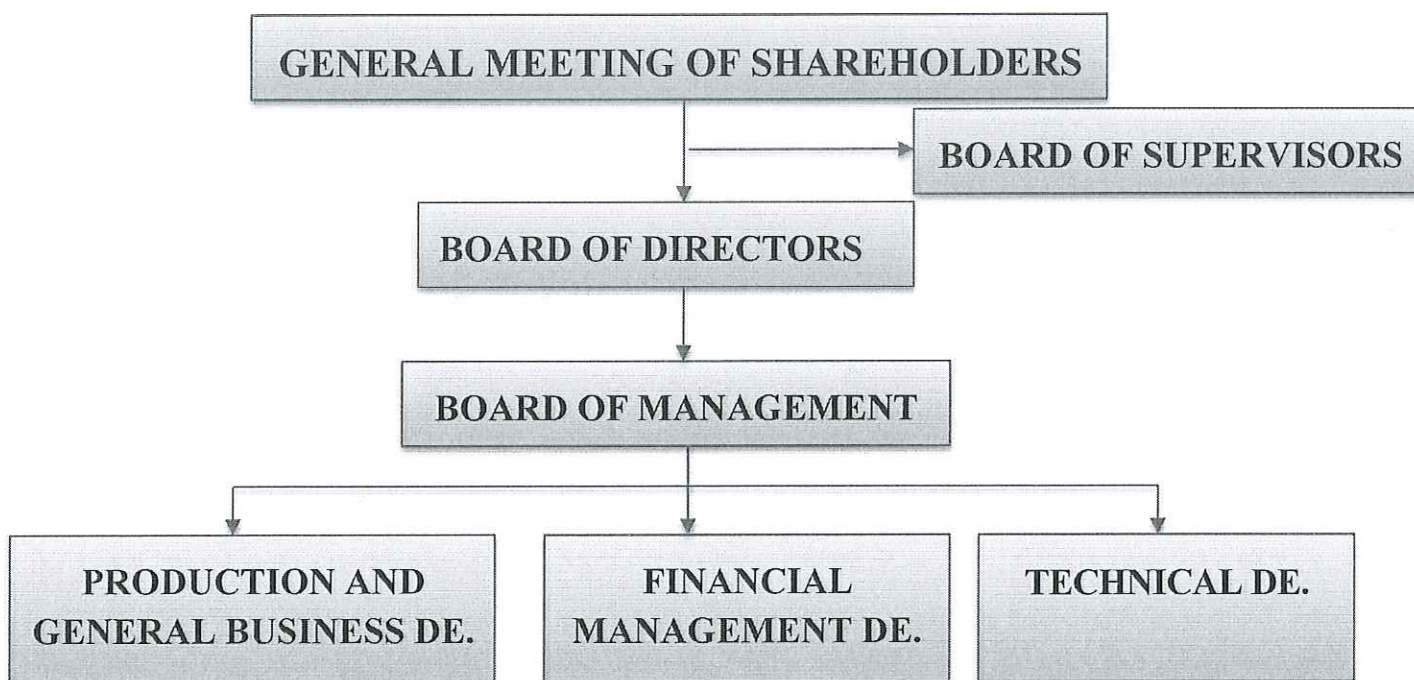 GENERAL MEETING OF SHAREHOLDERS
BOARD OF SUPERVISORS
BOARD OF DIRECTORS
BOARD OF MANAGEMENT
PRODUCTION AND
GENERAL BUSINESS DE.
FINANCIAL
MANAGEMENT DE.
TECHNICAL DE.